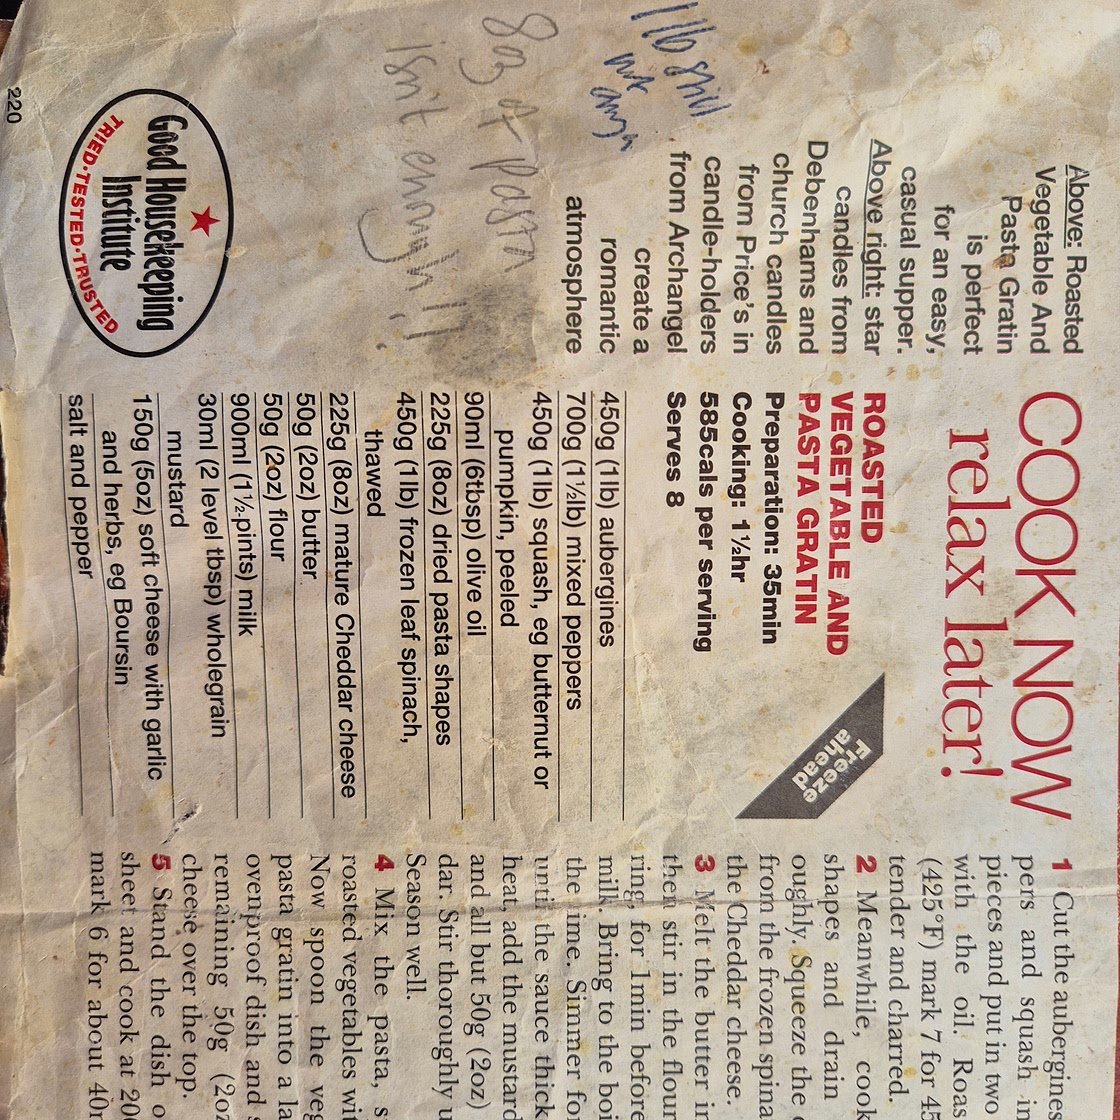 COOK NOW
relax later!
Above: Roasted
Vegetable And
Pasta Gratin
is perfect
for an easy,
casual supper.
Above right: star
candles from
Debenhams and
church candles
from Price's in
candle-holders
from Archangel
create a
romantic
atmosphere
1 lb still
8oz of pasta
isn't enough!!
Good Housekeeping
Institute
TRIED·TESTED·TRUSTED
220
ROASTED
VEGETABLE AND
PASTA GRATIN
Preparation: 35min
Cooking: 1½hr
585cals per serving
Serves 8
Freeze
ahead
450g (1lb) aubergines
700g (1½lb) mixed peppers
450g (1lb) squash, eg butternut or
pumpkin, peeled
90ml (6tbsp) olive oil
225g (8oz) dried pasta shapes
450g (1lb) frozen leaf spinach,
thawed
225g (8oz) mature Cheddar cheese
50g (2oz) butter
50g (2oz) flour
900ml (1½-pints) milk
30ml (2 level tbsp) wholegrain
mustard
150g (5oz) soft cheese with garlic
and herbs, eg Boursin
salt and pepper
1 Cut the aubergines
pers and squash i
pieces and put in two
with the oil. Roa
(425°F) mark 7 for 45
tender and charred.
2 Meanwhile, cook
shapes and drain
oughly. Squeeze the
from the frozen spina
the Cheddar cheese.
3 Melt the butter i
then stir in the flour
ring, for 1min before
milk. Bring to the boi
the time. Simmer for
until the sauce thick
heat, add the mustard
and all but 50g (2oz)
dar. Stir thoroughly u
Season well.
4 Mix the pasta, s
roasted vegetables wi
Now spoon the veg
pasta gratin into a la
ovenproof dish and s
remaining 50g (2oz
cheese over the top.
5 Stand the dish o
sheet and cook at 20
mark 6 for about 40